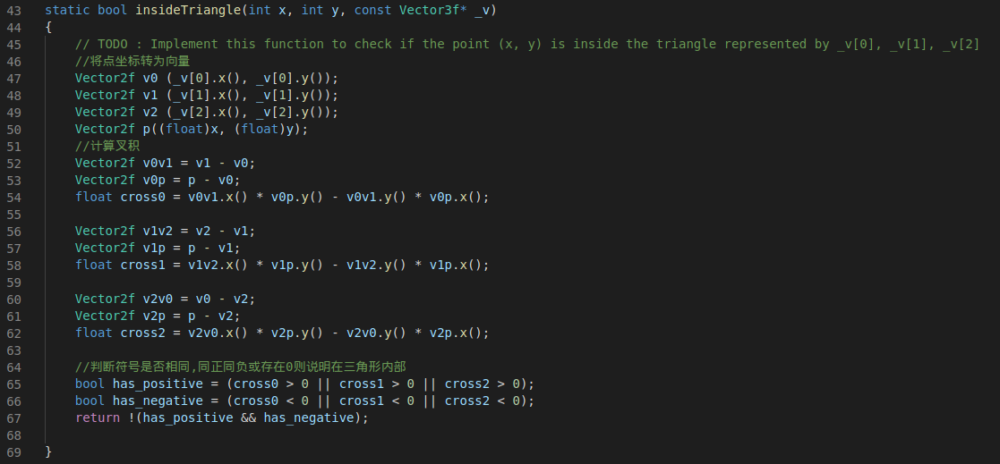 43 static bool insideTriangle(int x, int y, const Vector3f* _v)
44 {
45 // TODO : Implement this function to check if the point (x, y) is inside the triangle represented by _v[0], _v[1], _v[2]
46 //将点坐标转为向量
47 Vector2f v0 (_v[0].x(), _v[0].y());
48 Vector2f v1 (_v[1].x(), _v[1].y());
49 Vector2f v2 (_v[2].x(), _v[2].y());
50 Vector2f p((float)x, (float)y);
51 //计算叉积
52 Vector2f v0v1 = v1 - v0;
53 Vector2f v0p = p - v0;
54 float cross0 = v0v1.x() * v0p.y() - v0v1.y() * v0p.x();
55
56 Vector2f v1v2 = v2 - v1;
57 Vector2f v1p = p - v1;
58 float cross1 = v1v2.x() * v1p.y() - v1v2.y() * v1p.x();
59
60 Vector2f v2v0 = v0 - v2;
61 Vector2f v2p = p - v2;
62 float cross2 = v2v0.x() * v2p.y() - v2v0.y() * v2p.x();
63
64 //判断符号是否相同,同正同负或存在0则说明在三角形内部
65 bool has_positive = (cross0 > 0 || cross1 > 0 || cross2 > 0);
66 bool has_negative = (cross0 < 0 || cross1 < 0 || cross2 < 0);
67 return !(has_positive && has_negative);
68
69 }